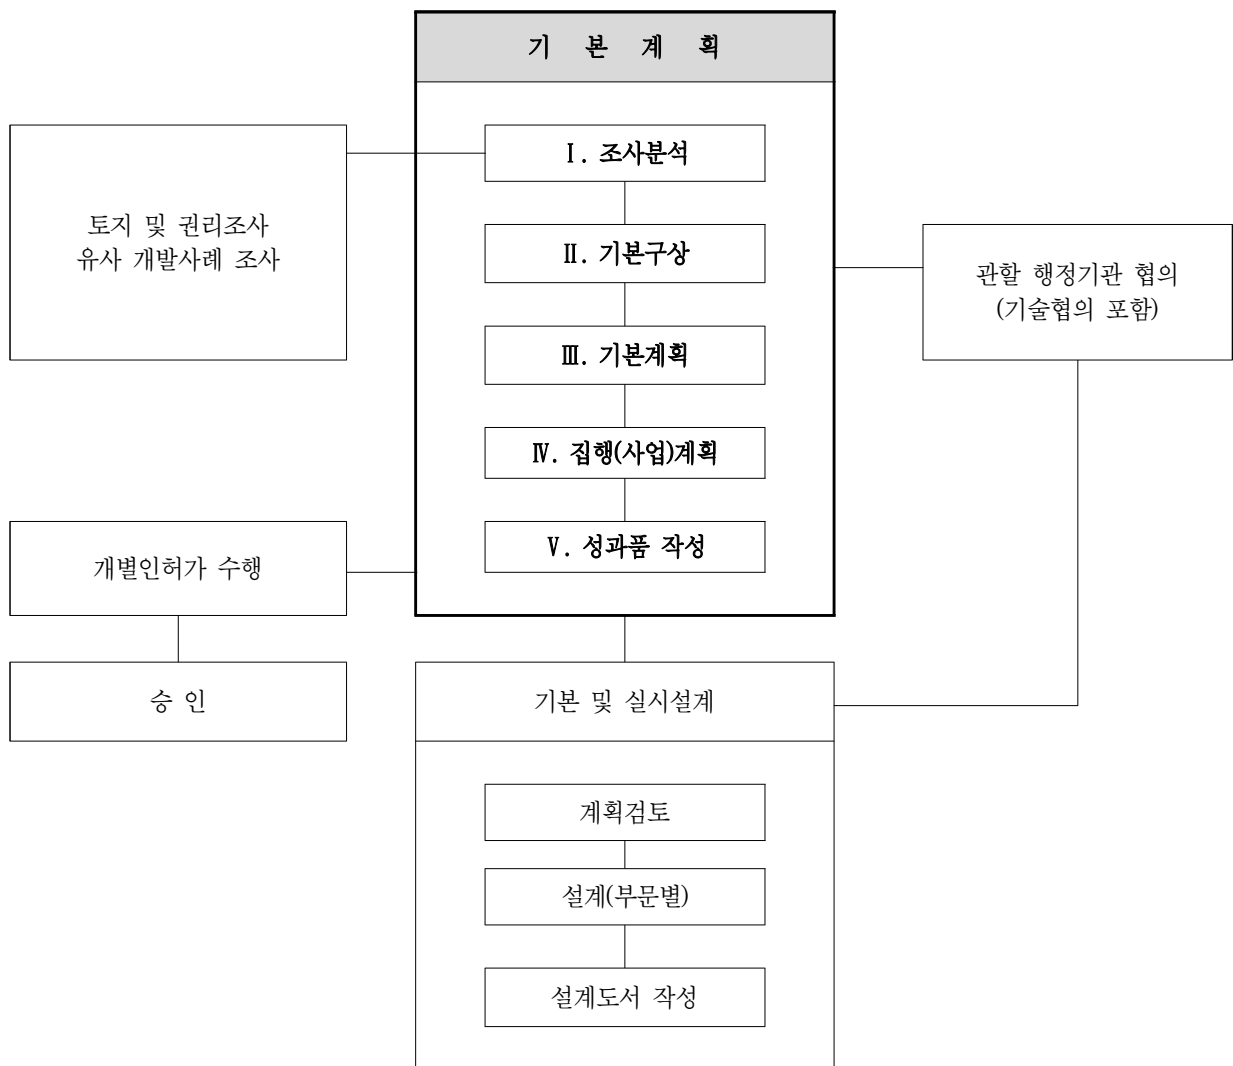 기 본 계 획
Ⅰ. 조사분석
토지 및 권리조사
유사 개발사례 조사
Ⅱ. 기본구상
관할 행정기관 협의
(기술협의 포함)
Ⅲ. 기본계획
Ⅳ. 집행(사업)계획
Ⅴ. 성과품 작성
개별인허가 수행
승 인
기본 및 실시설계
계획검토
설계(부문별)
설계도서 작성